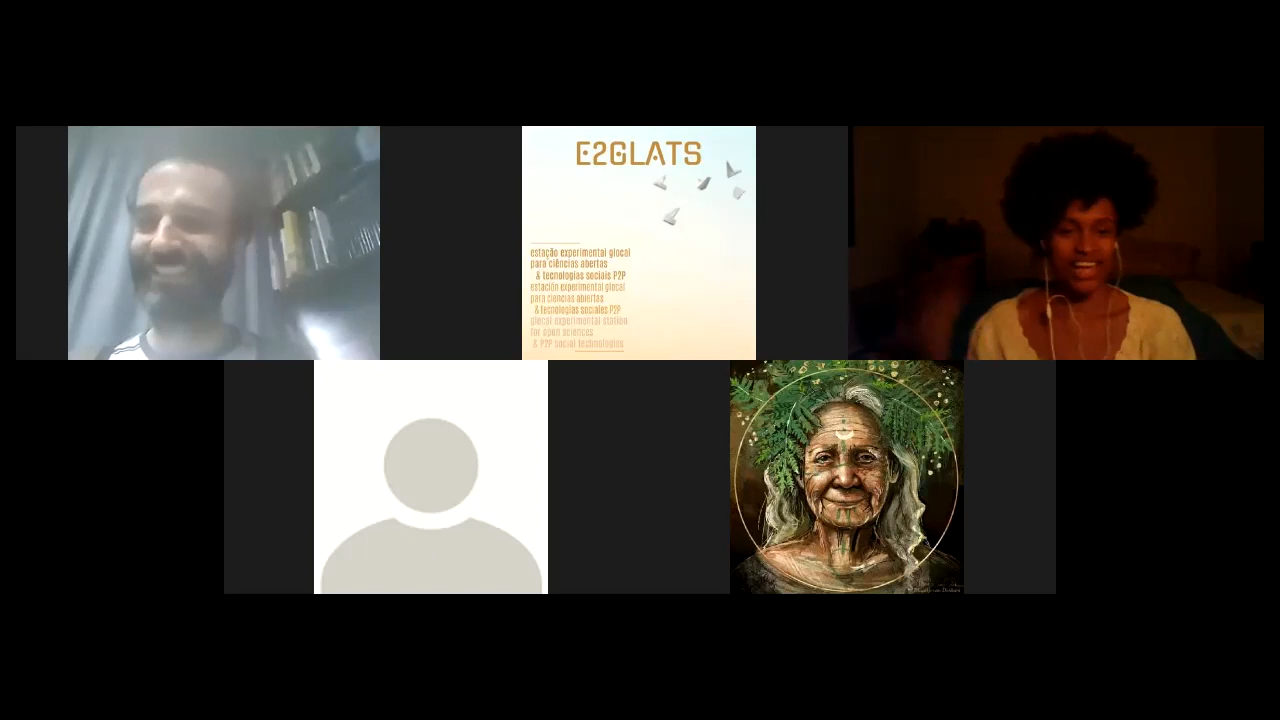 E2GLATS
estação experimental glocal
para ciências abertas
& tecnologias sociais P2P
estación experimental glocal
para ciencias abiertas
& tecnologías sociales P2P
glocal experimental station
for open sciences
& P2P social technologies